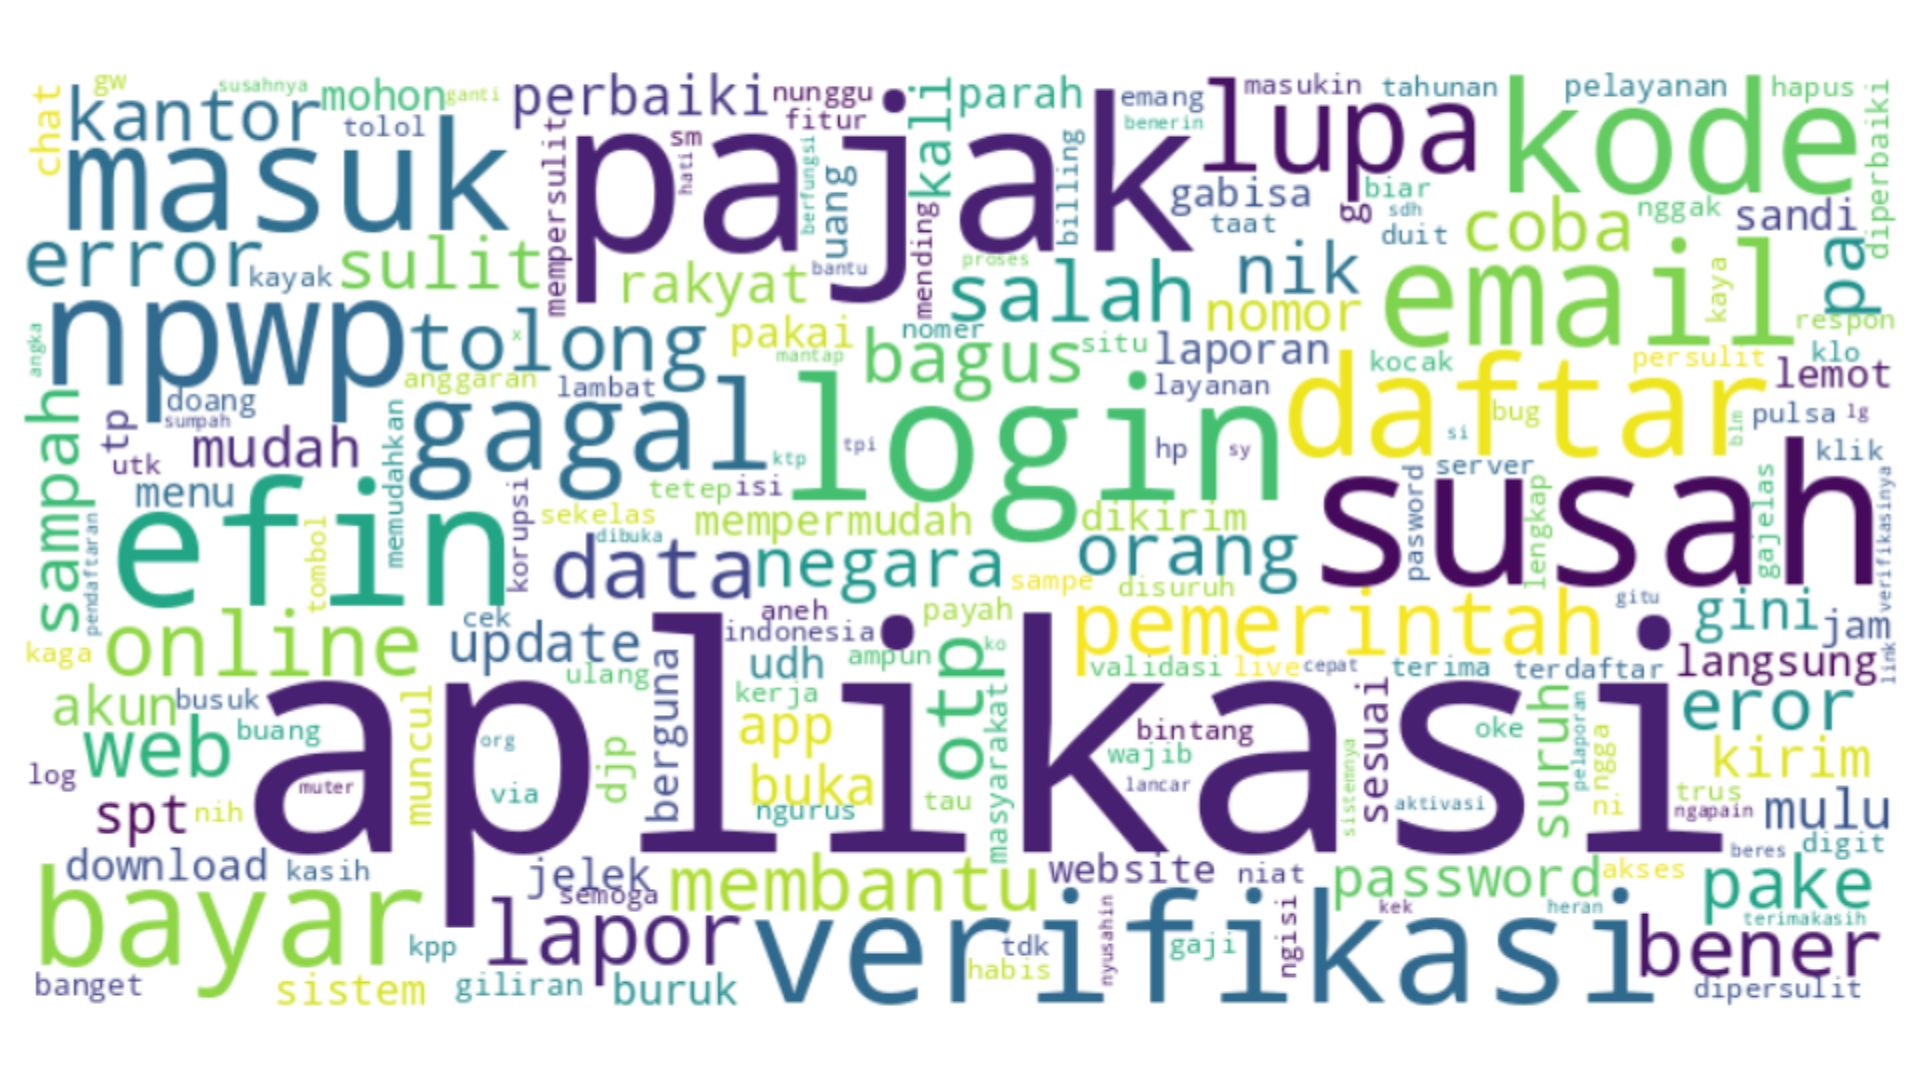 gw
susahnya
mohon
ganti
perbaiki
nunggu
kali
parah
emang
masukin
tahunan
pelayanan
hapus
chat
kantor
tolol
fitur
benerin
lupa
kode
diperbaiki
masuk
mempersulit
pajak
sm
hati
berfungsi
uang
billing
gabisa
biar
g
sdh
nggak
sandi
taat
duit
coba
error
kayak
sulit
rakyat
bantu
mending
proses
salah
nik
nomor
email
kaya
pa
respon
angka
npwp
tolong
x
pakai
mantap
nomer
bagus
situ
laporan
kocak
persulit
klo
lemot
anggaran
lambat
layanan
daftar
bug
pulsa
lg
sampah
tp
doang
sumpah
mudah
utk
memudahkan
gagal
ktp
tpi
login
hp
sy
si
blm
klik
menu
tetep
isi
server
pasword
susah
lengkap
gajelas
verifikasinya
efin
tombol
korupsi
sekelas
mempermudah
dikirim
dibuka
pendaftaran
data
negara
orang
sampe
disuruh
kaga
online
cek
update
aneh
indonesia
payah
pemerintah
gitu
gini
jam
link
udh
ampun
ko
validasi
live
cepat
terima
terdaftar
langsung
akun
busuk
ulang
berguna
kerja
otp
masyarakat
eror
web
buang
muncul
org
djp
app
bintang
wajib
sesuai
oke
suruh
pelaporan
ngga
kirim
log
muter
via
aplikasi
buka
ngurus
tau
lancar
sistemnya
aktivasi
ni
trus
ngapain
mulu
spt
nih
download
kasih
jelek
semoga
membantu
website
niat
password
akses
beres
digit
pake
bayar
kpp
lapor
verifikasi
nyusahin
tdk
habis
gaji
ngisi
kek
heran
terimakasih
bener
banget
sistem
giliran
buruk
dipersulit